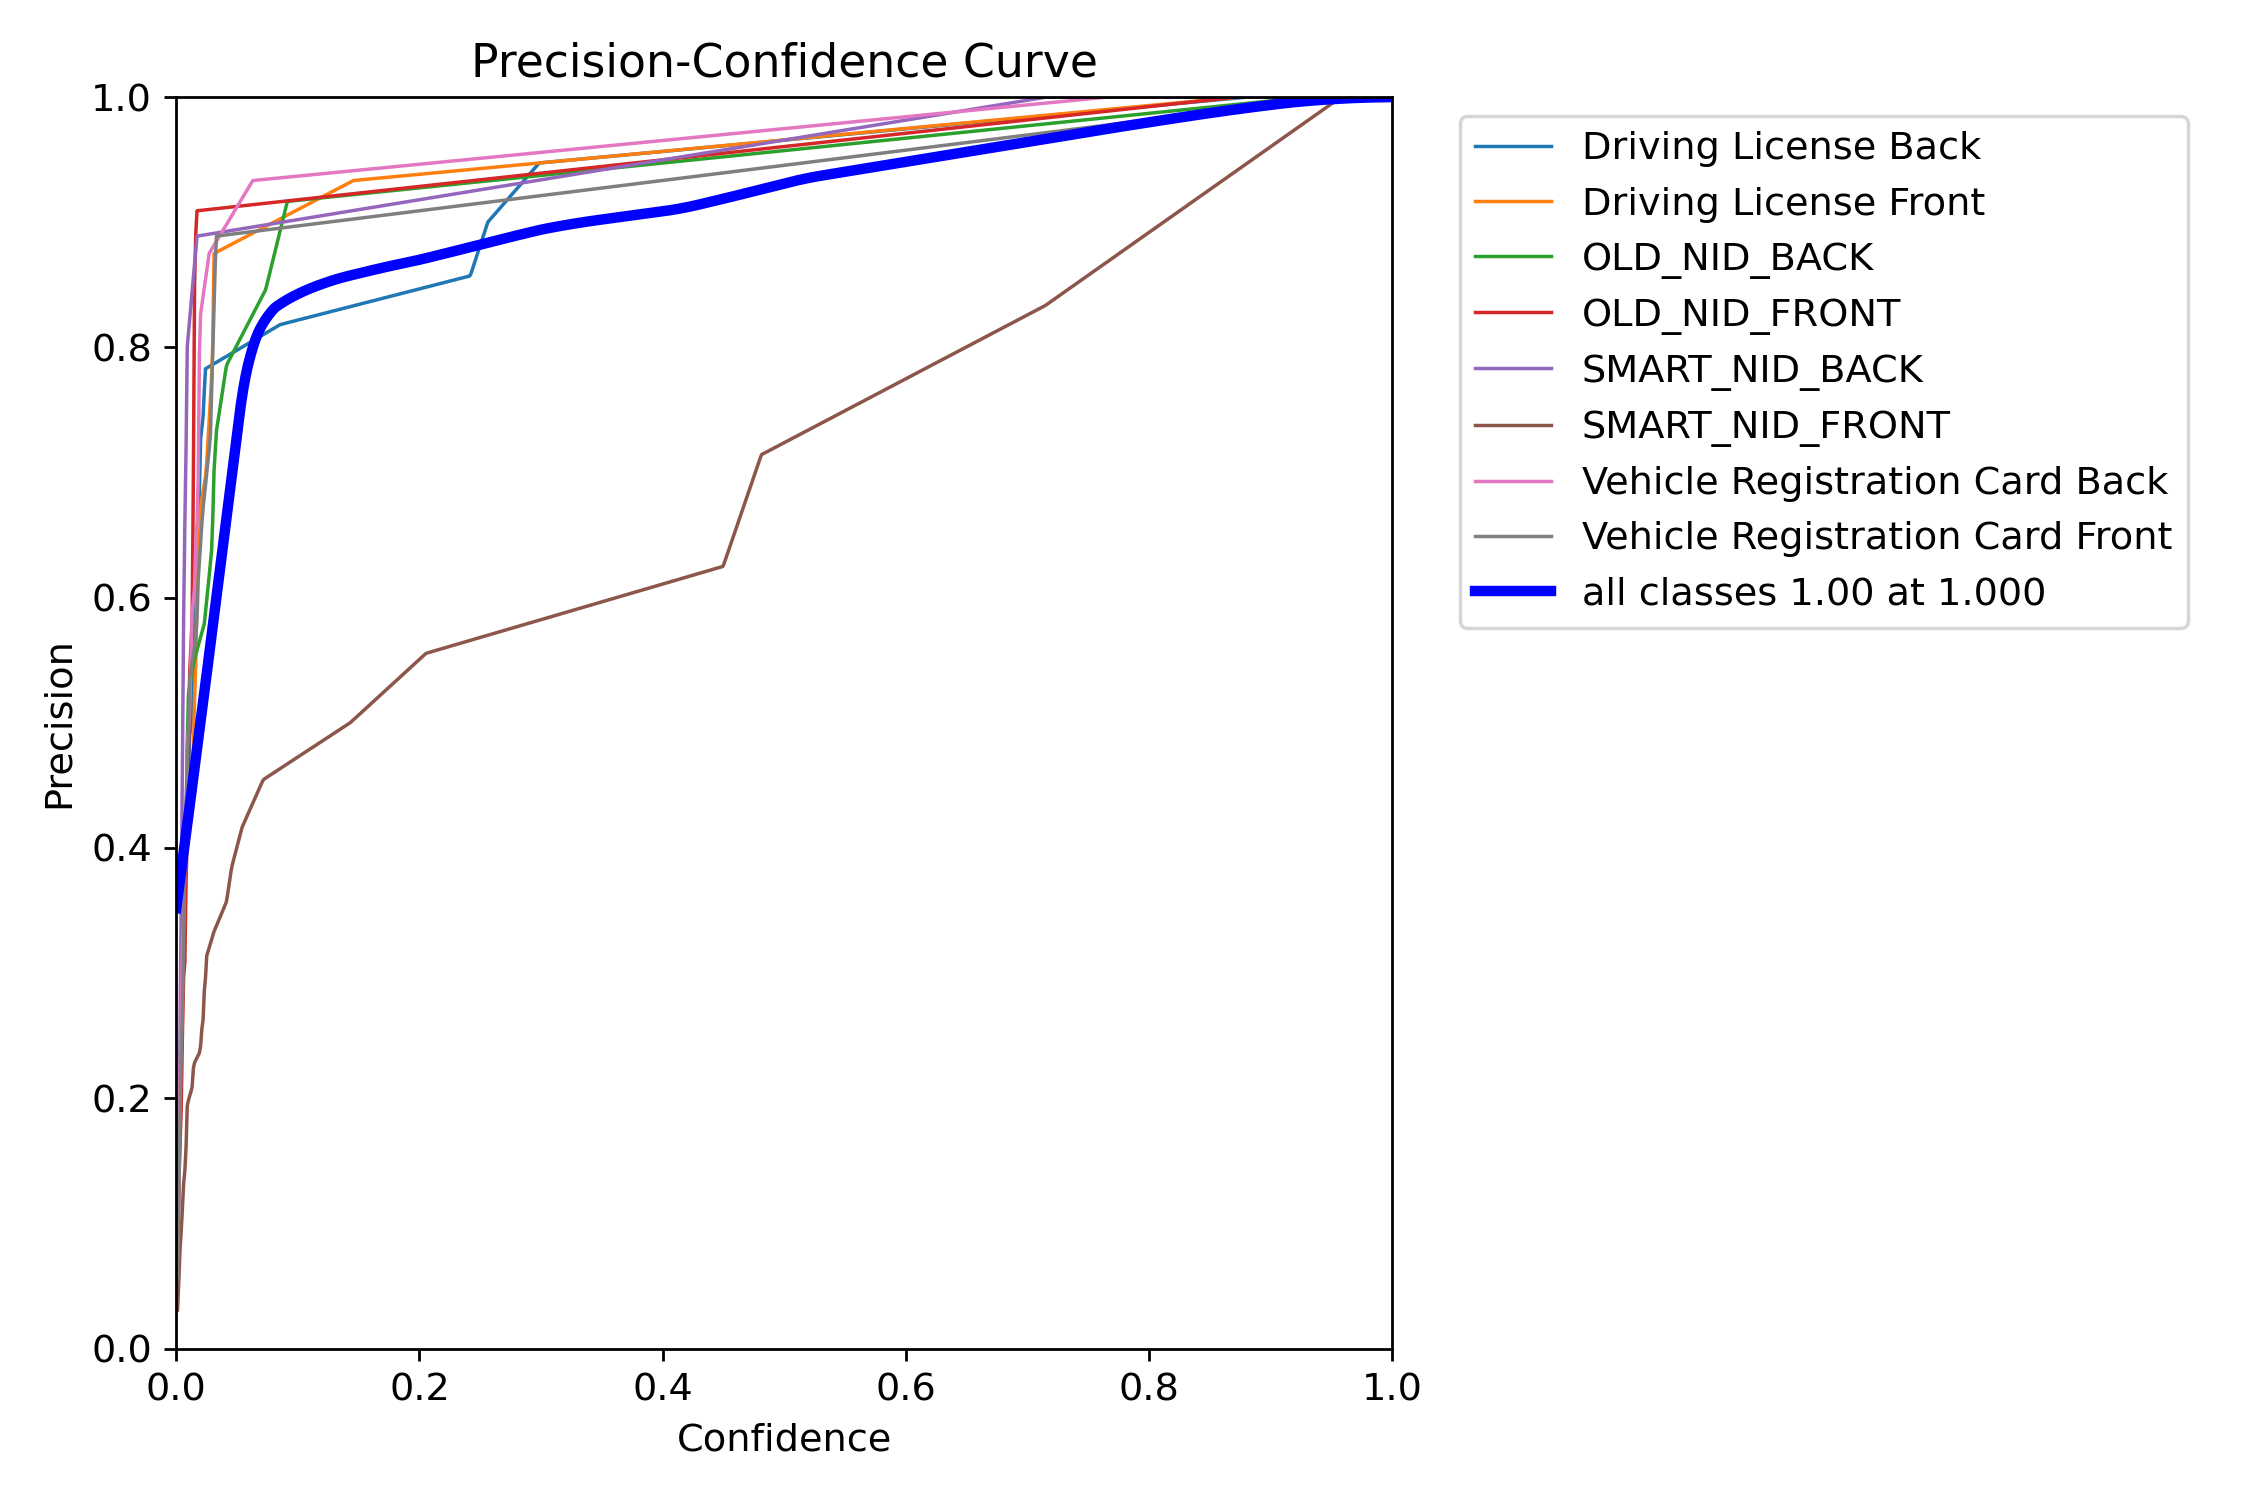 Precision-Confidence Curve
1.0
0.8
0.6
0.4
0.2
0.0
Precision
0.0 0.2 0.4 0.6 0.8 1.0
Confidence
Driving License Back
Driving License Front
OLD_NID_BACK
OLD_NID_FRONT
SMART_NID_BACK
SMART_NID_FRONT
Vehicle Registration Card Back
Vehicle Registration Card Front
all classes 1.00 at 1.000